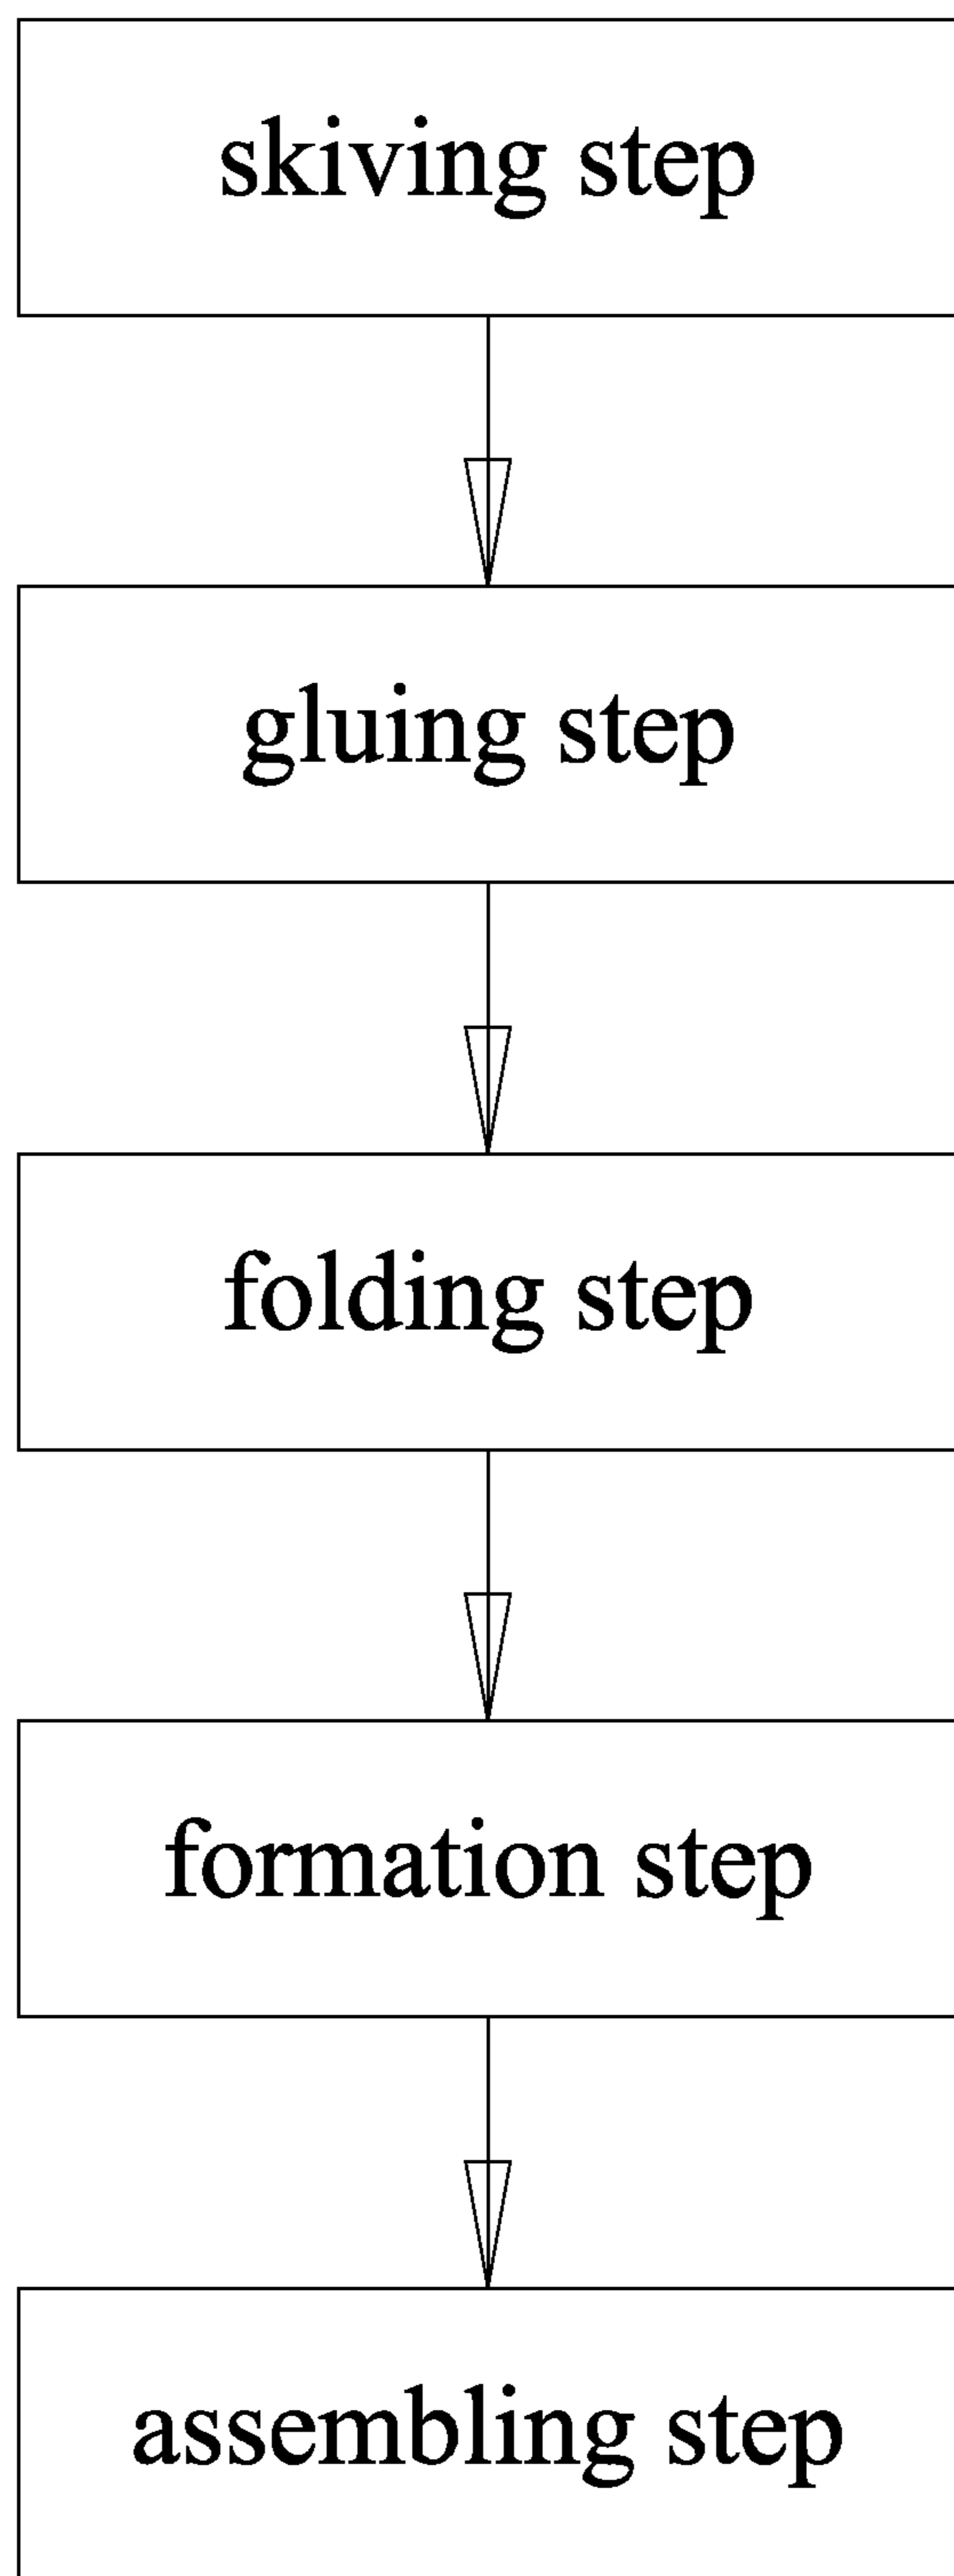 skiving step
gluing step
folding step
formation step
assembling step